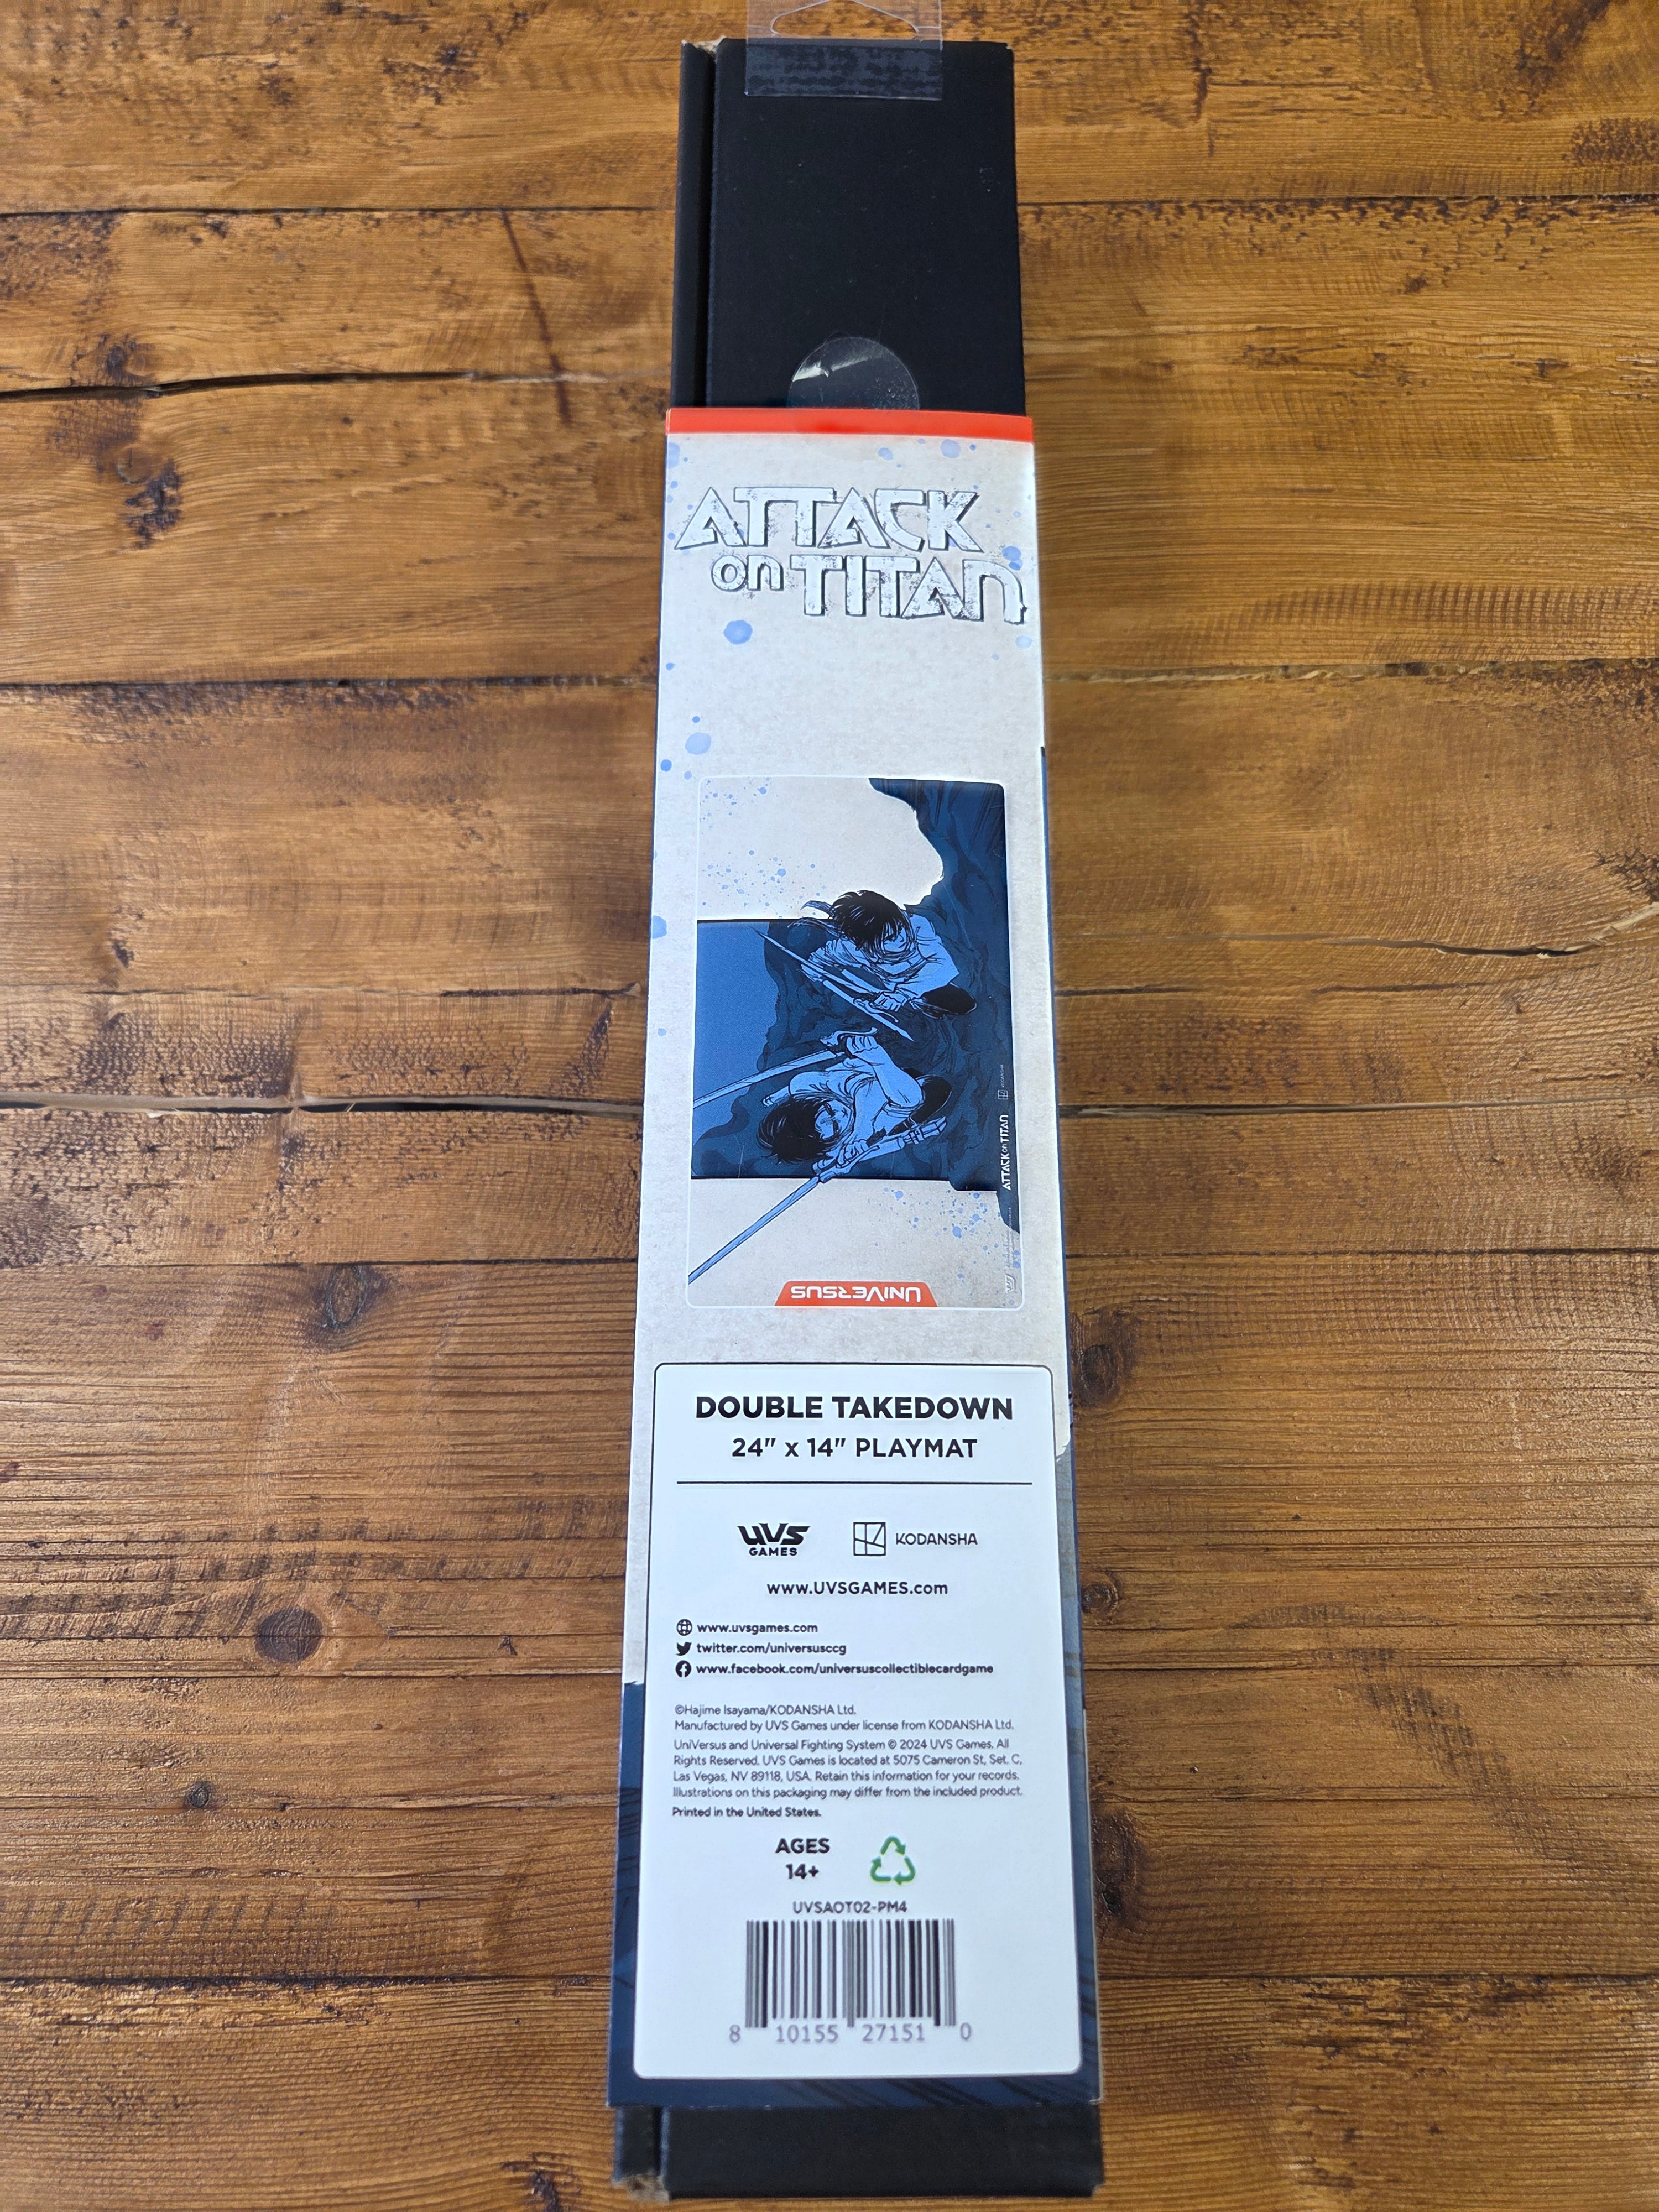 ATTACK
on TITAN
ATTACK on TITAN
UNIVERSUS
DOUBLE TAKEDOWN
24" x 14" PLAYMAT
UVS
GAMES
KODANSHA
www.UVSGAMES.com
www.uvsgames.com
twitter.com/universusccg
www.facebook.com/universuscollectiblecardgame
©Hajime Isayama/KODANSHA Ltd.
Manufactured by UVS Games under license from KODANSHA Ltd.
UniVersus and Universal Fighting System © 2024 UVS Games. All
Rights Reserved. UVS Games is located at 5075 Cameron St, Set. C,
Las Vegas, NV 89118, USA. Retain this information for your records.
Illustrations on this packaging may differ from the included product.
Printed in the United States.
AGES
14+
UVSAOT02-PM4
8 10155 27151 0